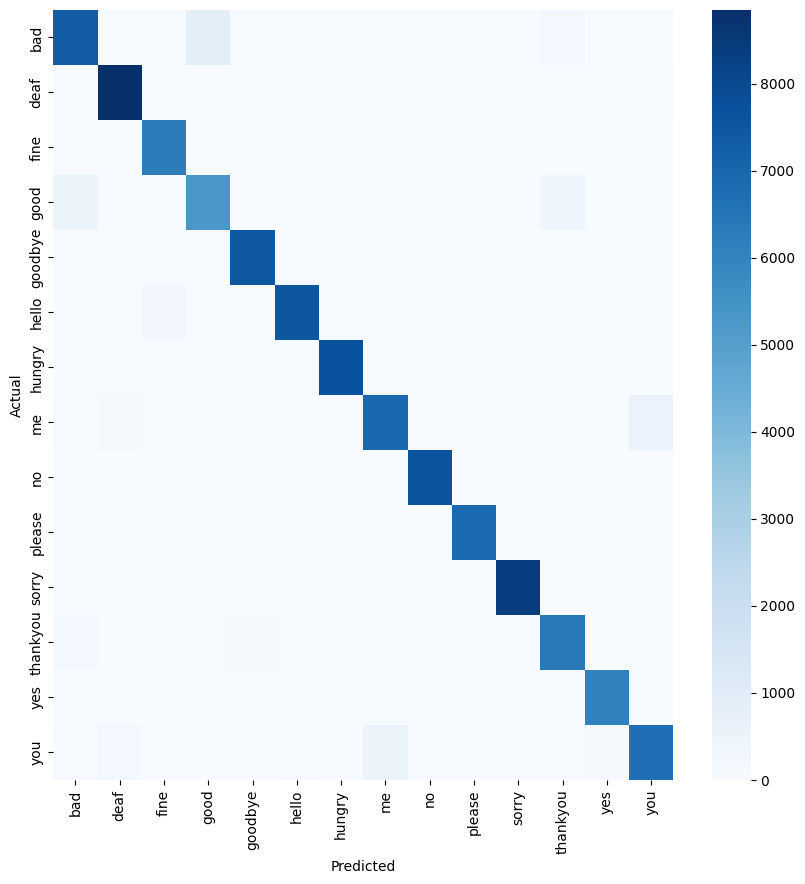 Actual
bad
deaf
fine
good
goodbye
hello
hungry
me
no
please
sorry
thankyou
yes
you
bad
deaf
fine
good
goodbye
hello
hungry
me
no
please
sorry
thankyou
yes
you
Predicted
8000
7000
6000
5000
4000
3000
2000
1000
0